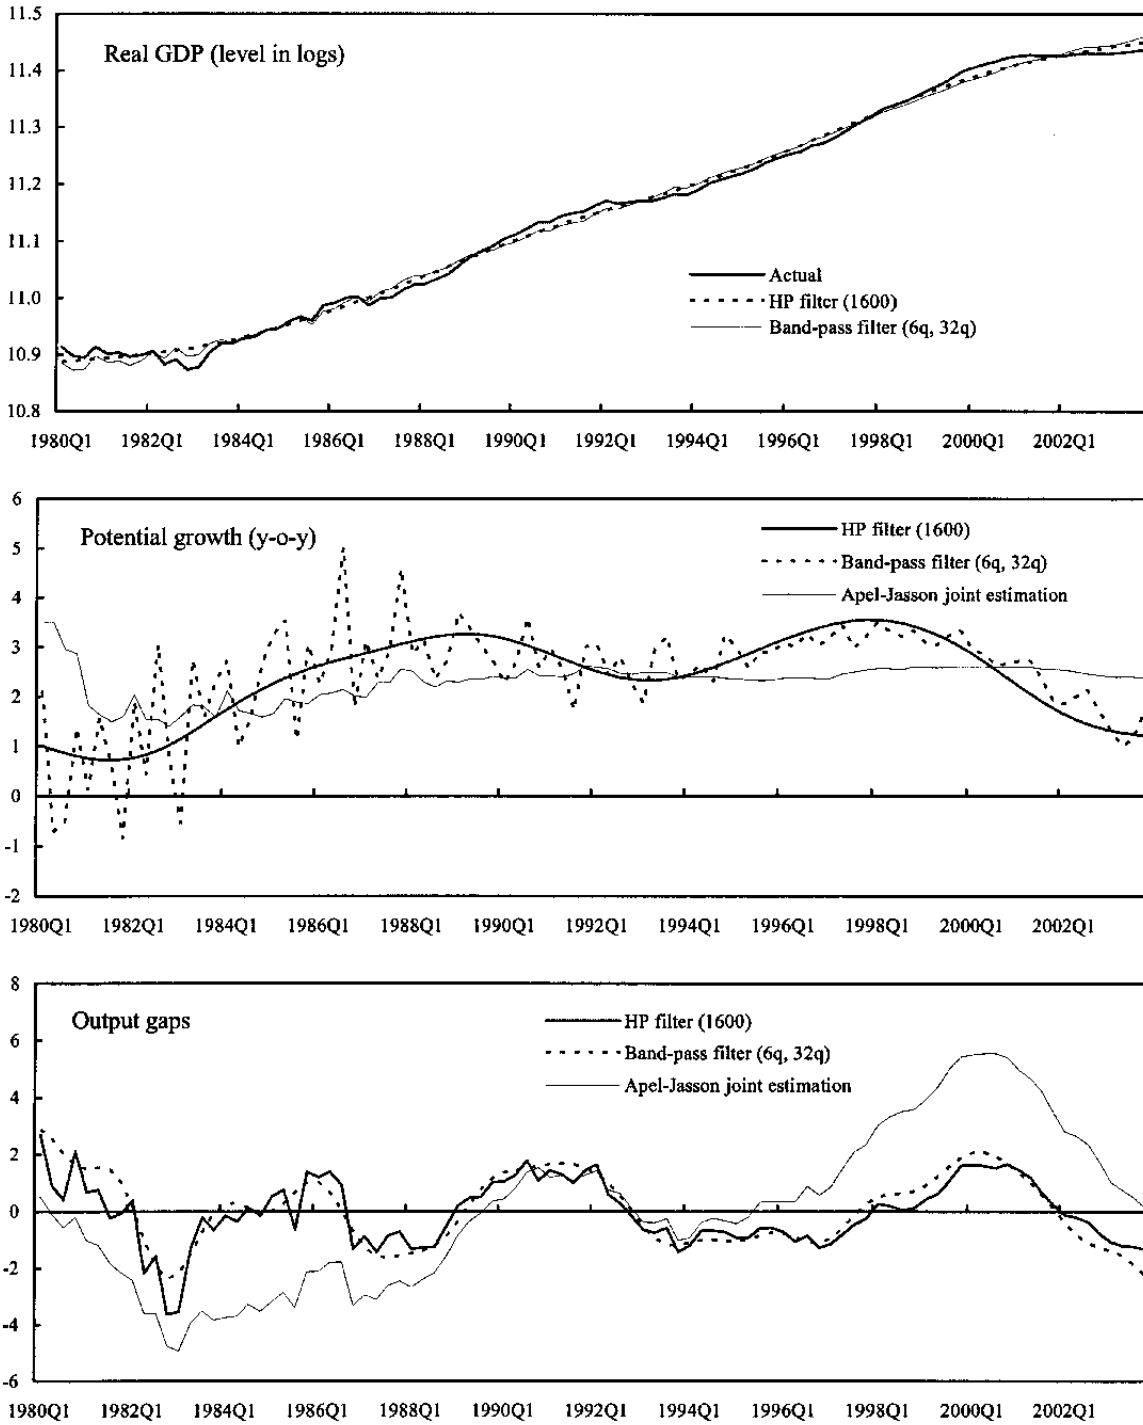 11.5
Real GDP (level in logs)
11.4
11.3
11.2
11.1
11.0
10.9
10.8
Actual
HP filter (1600)
Band-pass filter (6q, 32q)
1980Q1 1982Q1 1984Q1 1986Q1 1988Q1 1990Q1 1992Q1 1994Q1 1996Q1 1998Q1 2000Q1 2002Q1
6
Potential growth (y-o-y)
5
4
3
2
1
0
-1
-2
HP filter (1600)
Band-pass filter (6q, 32q)
Apel-Jasson joint estimation
1980Q1 1982Q1 1984Q1 1986Q1 1988Q1 1990Q1 1992Q1 1994Q1 1996Q1 1998Q1 2000Q1 2002Q1
8
Output gaps
6
4
2
0
-2
-4
-6
HP filter (1600)
Band-pass filter (6q, 32q)
Apel-Jasson joint estimation
1980Q1 1982Q1 1984Q1 1986Q1 1988Q1 1990Q1 1992Q1 1994Q1 1996Q1 1998Q1 2000Q1 2002Q1